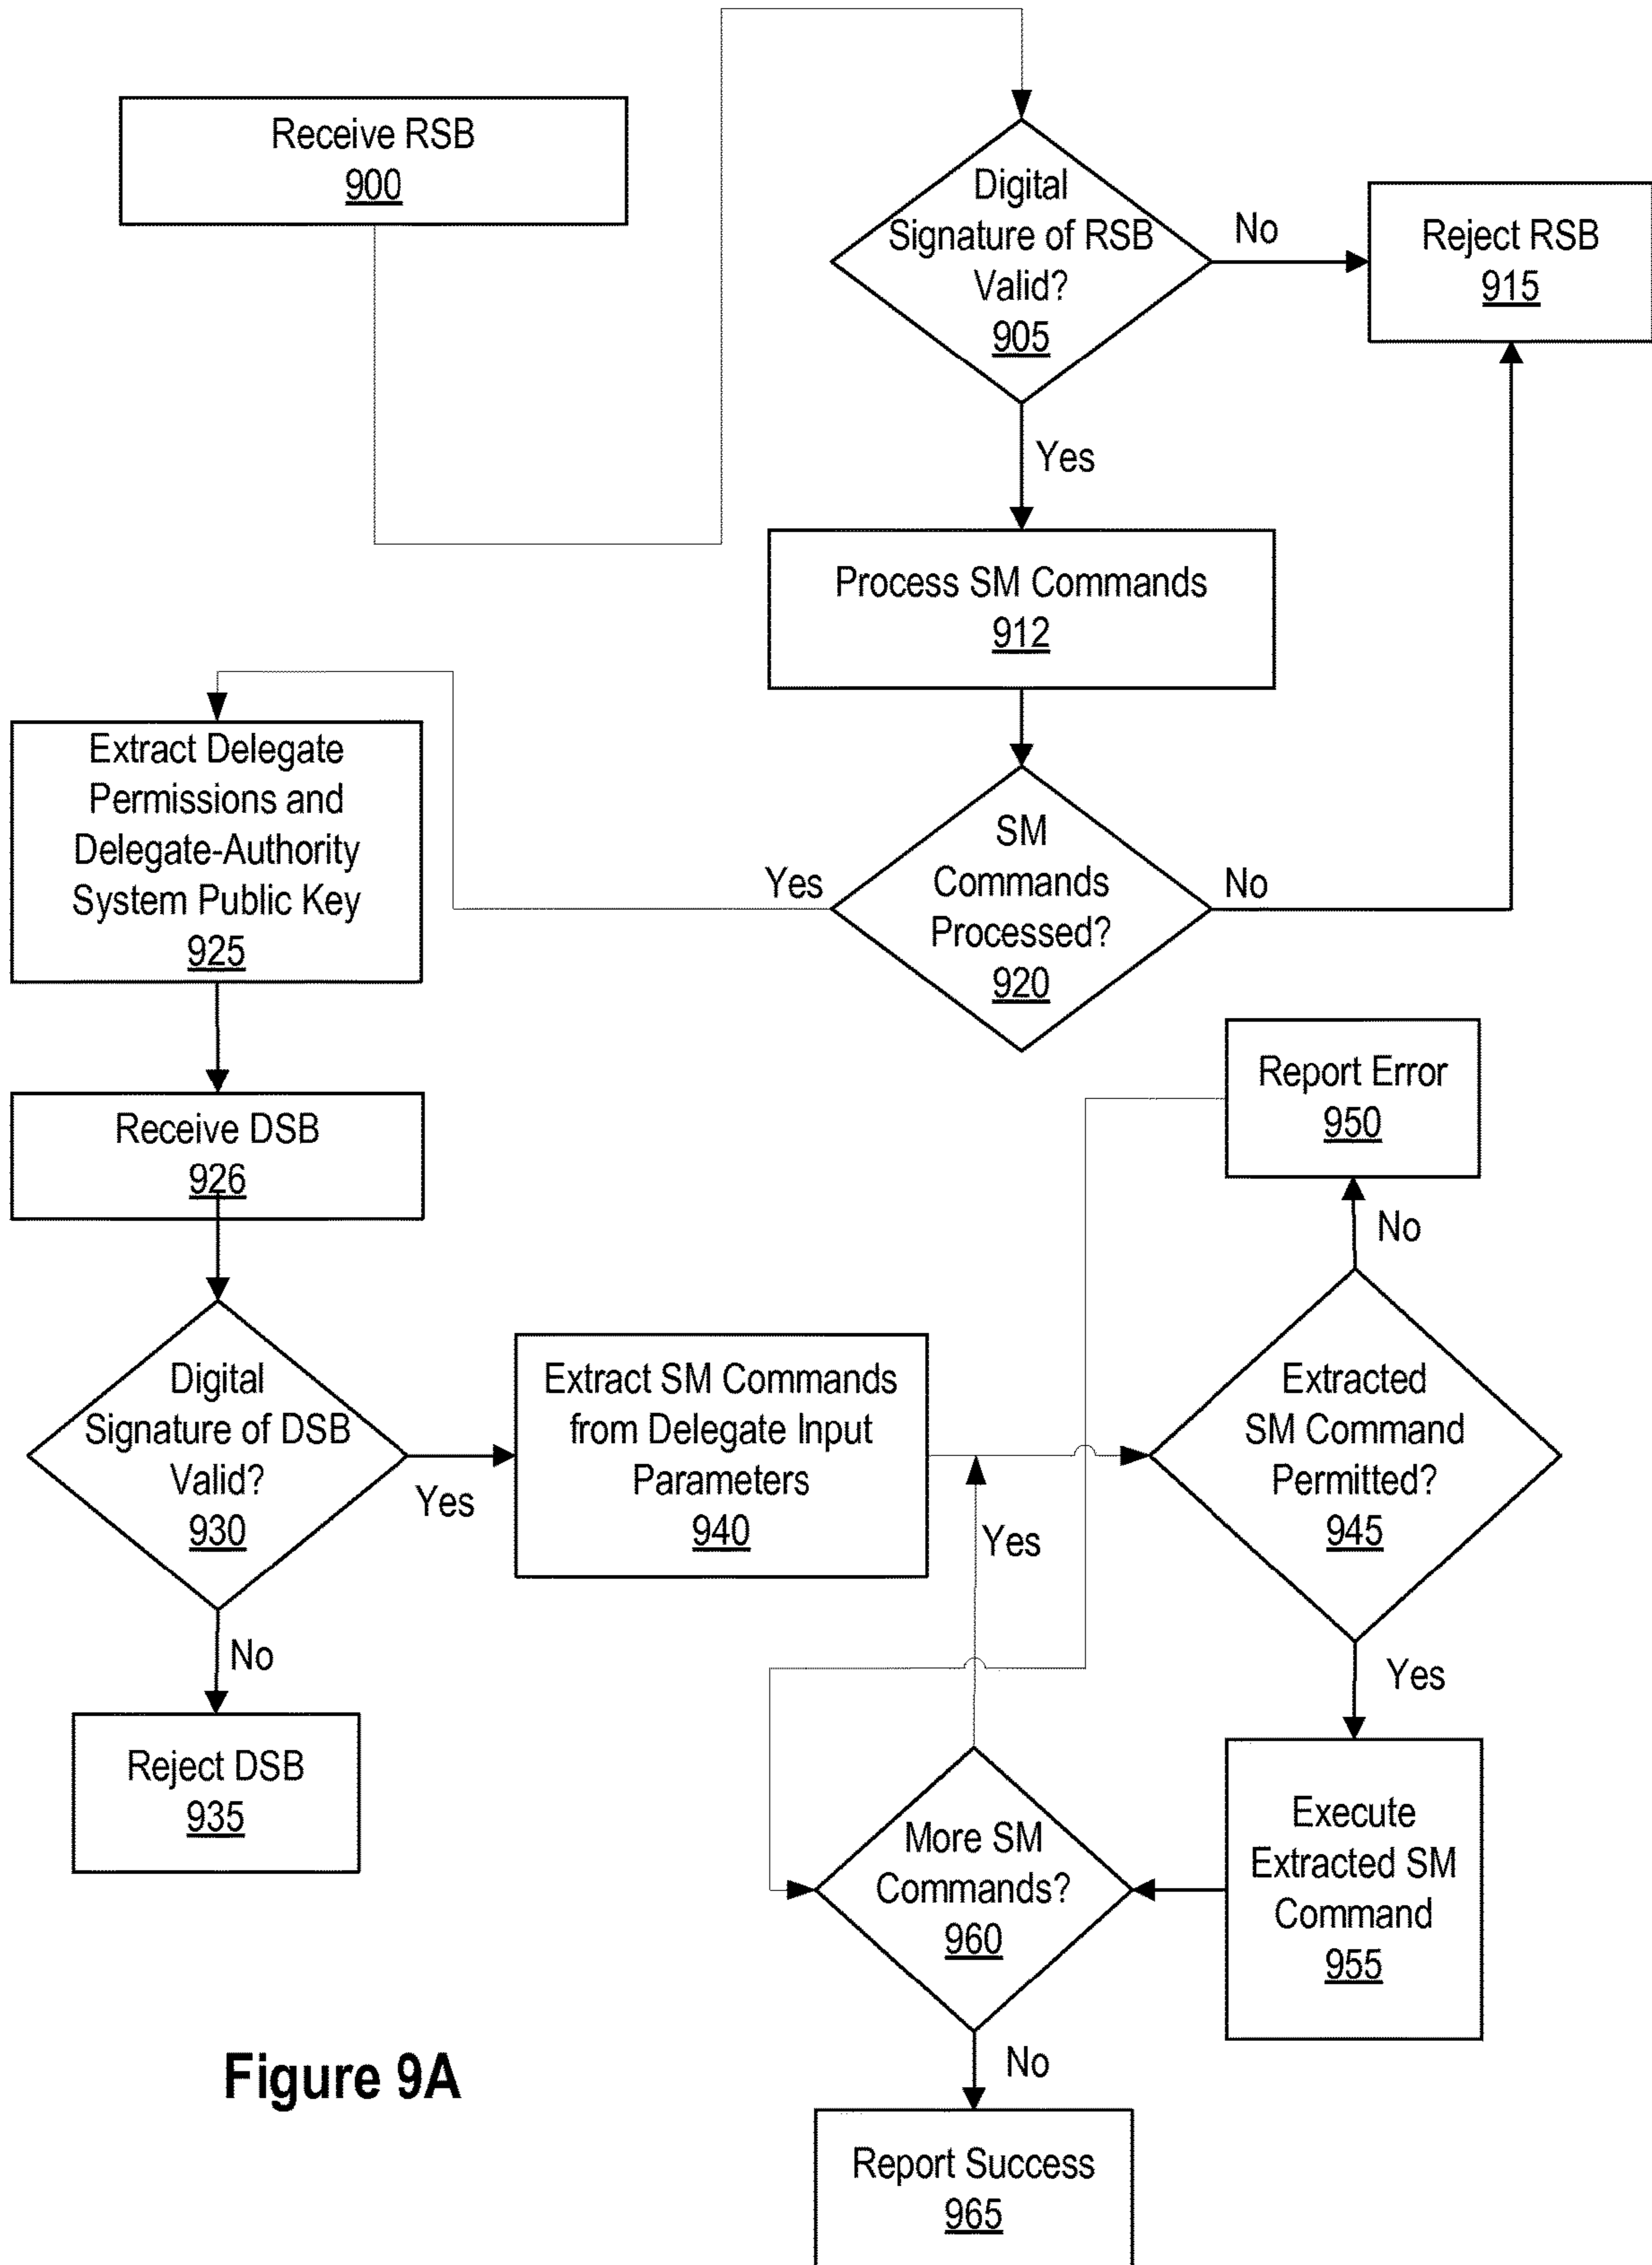 Receive RSB
900
Digital
Signature of RSB
Valid?
905
No
Reject RSB
915
Yes
Process SM Commands
912
Extract Delegate
Permissions and
Delegate-Authority
System Public Key
925
Yes
SM
Commands
Processed?
920
No
Receive DSB
926
Report Error
950
No
Digital
Signature of DSB
Valid?
930
Yes
Extract SM Commands
from Delegate Input
Parameters
940
Yes
Extracted
SM Command
Permitted?
945
No
Yes
Reject DSB
935
More SM
Commands?
960
Execute
Extracted SM
Command
955
No
Figure 9A
Report Success
965